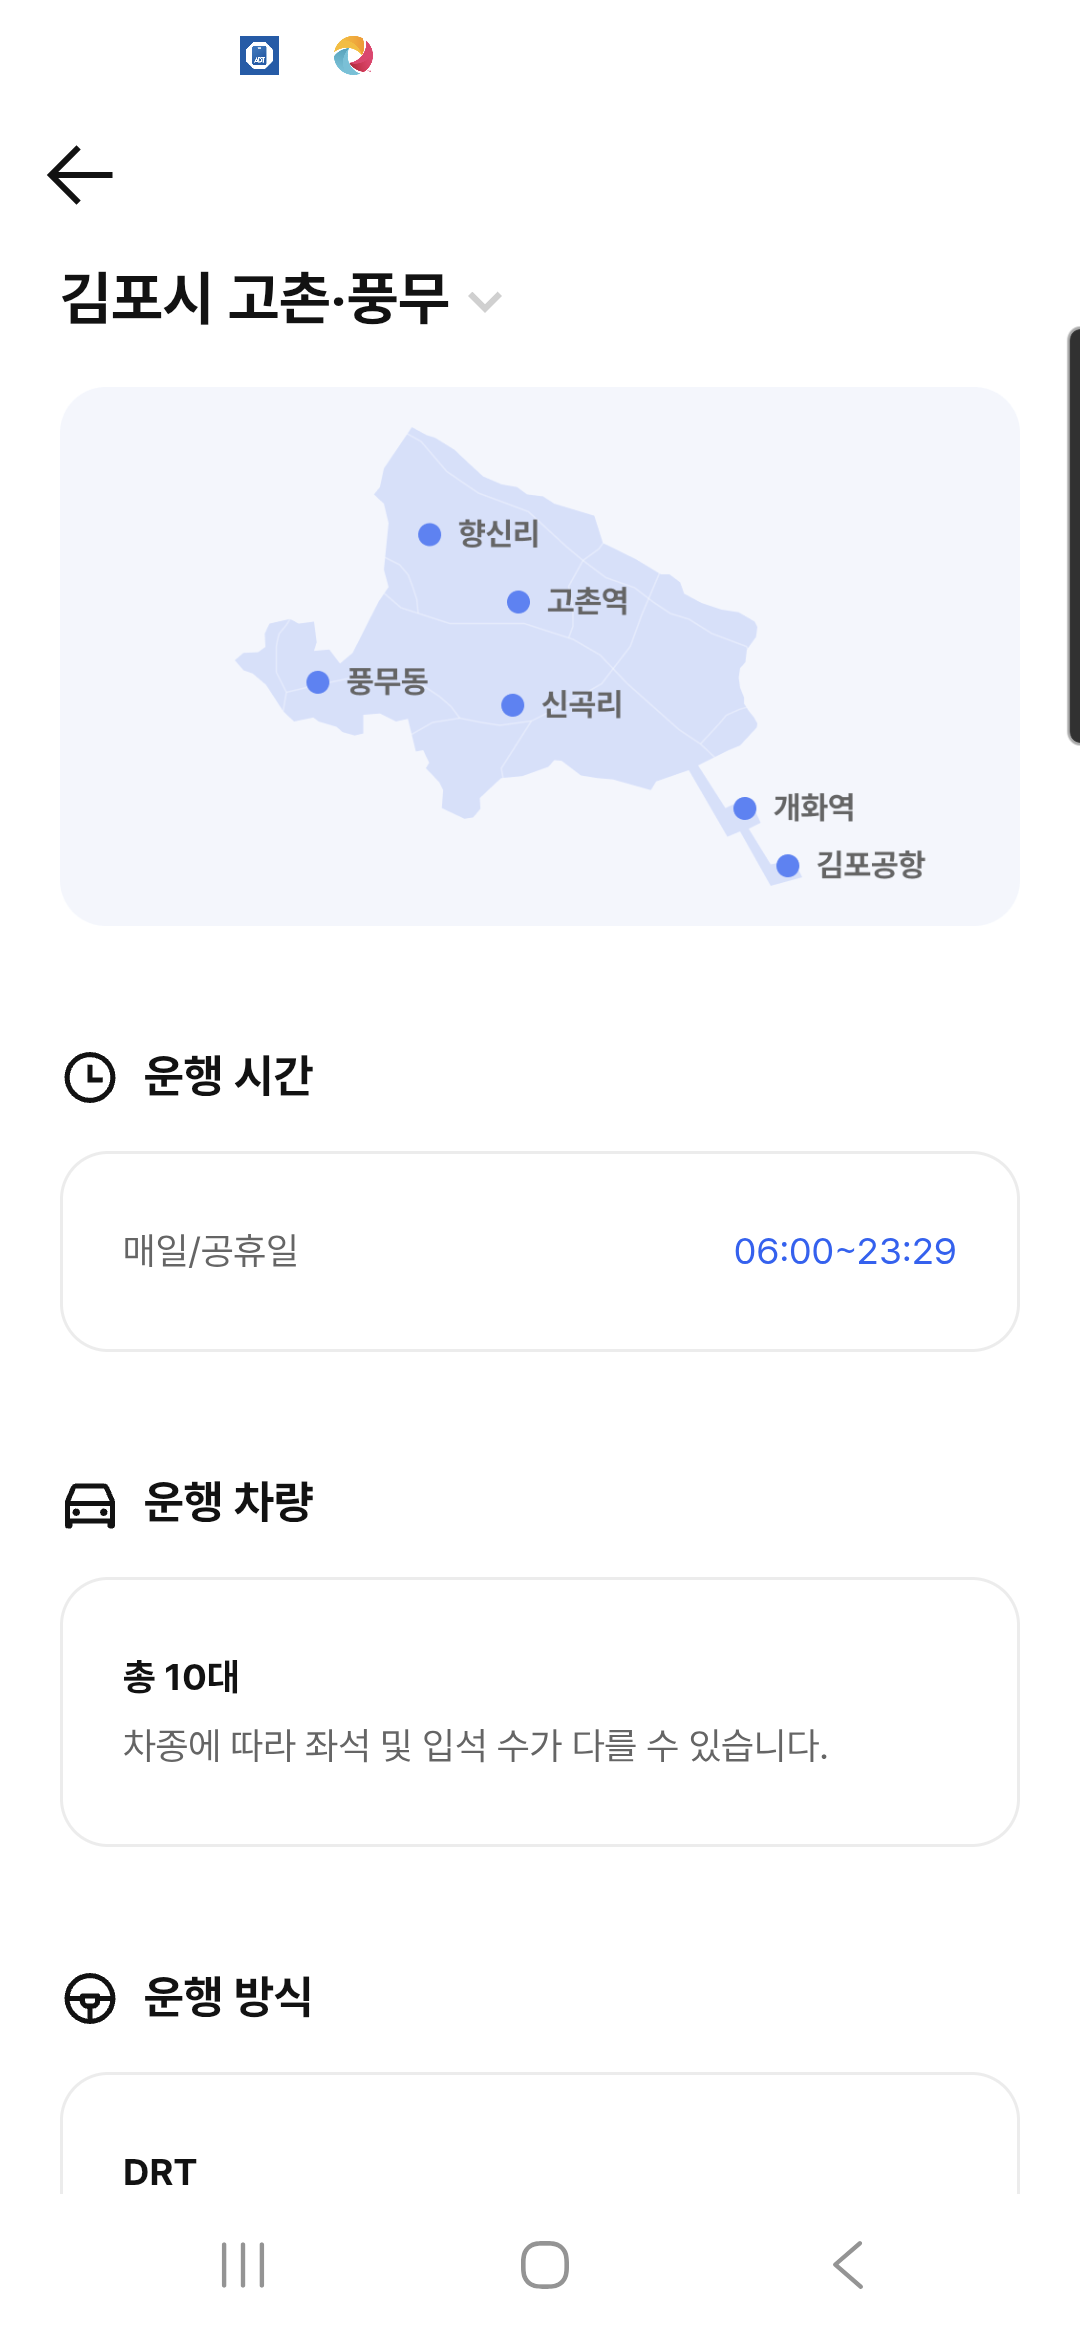 ADT
김포시 고촌·풍무
향신리
고촌역
풍무동
신곡리
개화역
김포공항
운행 시간
매일/공휴일 06:00~23:29
운행 차량
총 10대
차종에 따라 좌석 및 입석 수가 다를 수 있습니다.
운행 방식
DRT